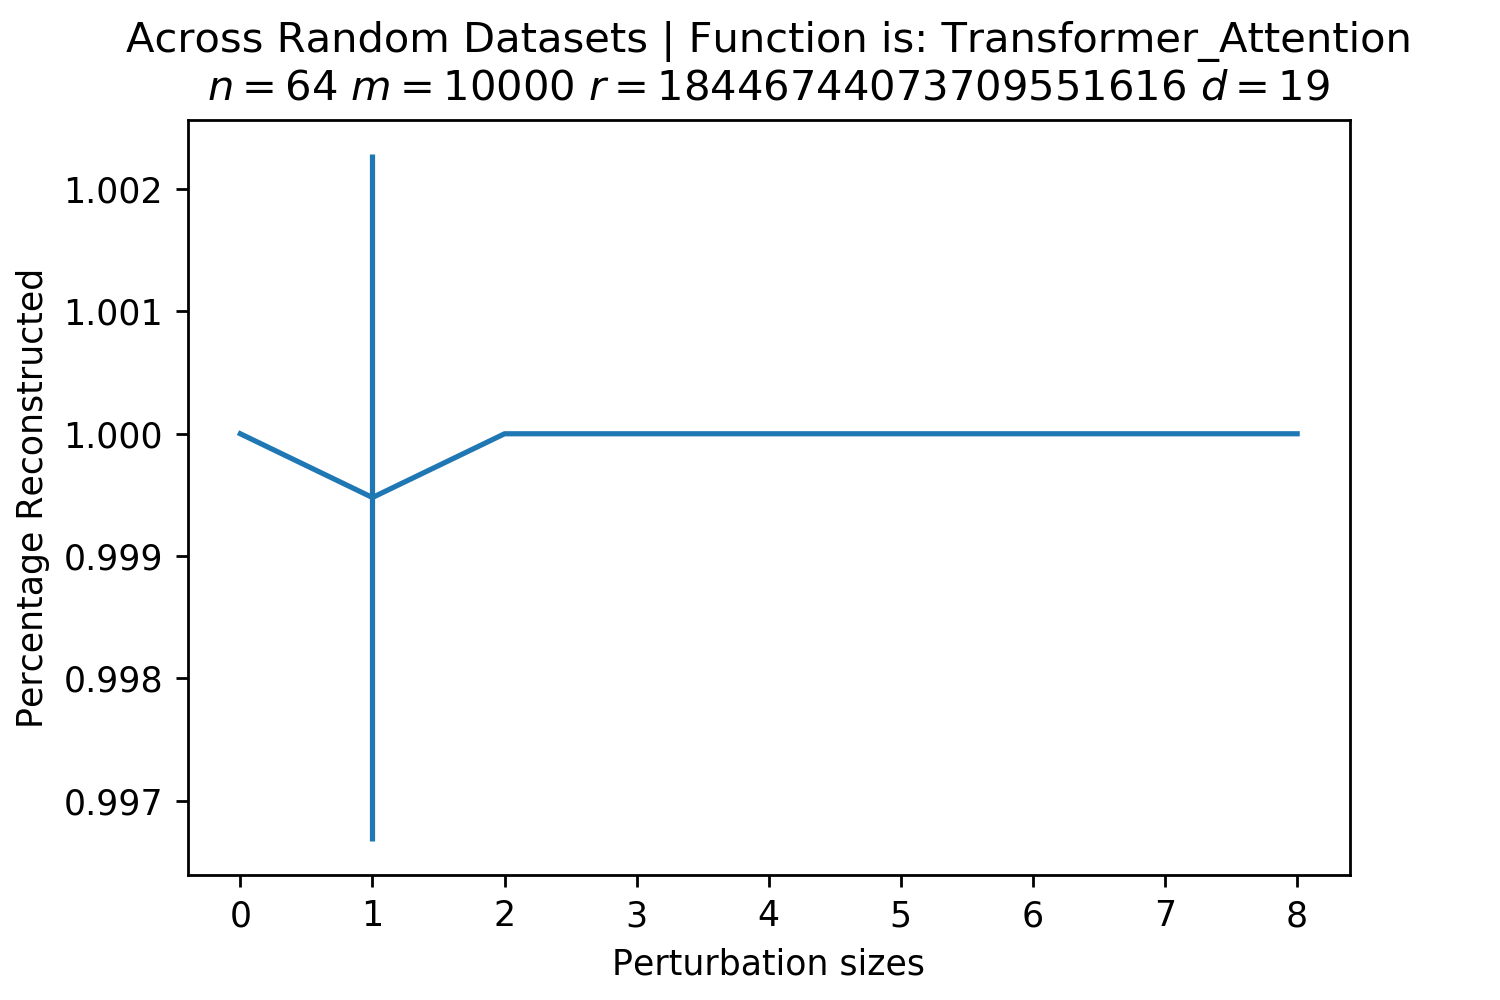 Across Random Datasets | Function is: Transformer_Attention
n = 64 m = 10000 r = 18446744073709551616 d = 19
Percentage Reconstructed
1.002
1.001
1.000
0.999
0.998
0.997
0 1 2 3 4 5 6 7 8
Perturbation sizes